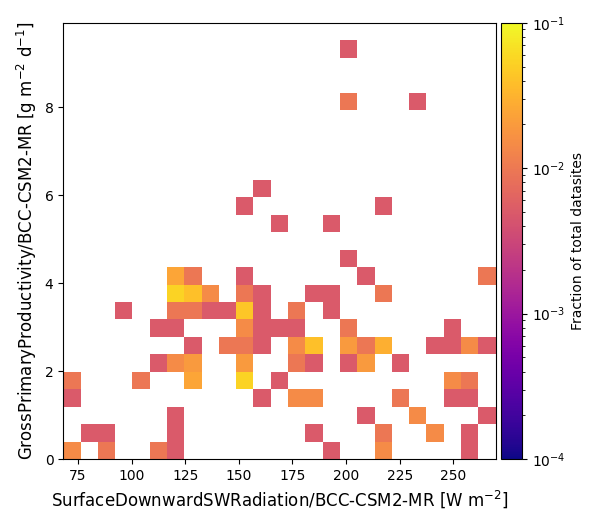 GrossPrimaryProductivity/BCC-CSM2-MR [g m⁻² d⁻¹]
8
6
4
2
0
75 100 125 150 175 200 225 250
SurfaceDownwardSWRadiation/BCC-CSM2-MR [W m⁻²]
10⁻¹
10⁻²
10⁻³
10⁻⁴
Fraction of total datasites